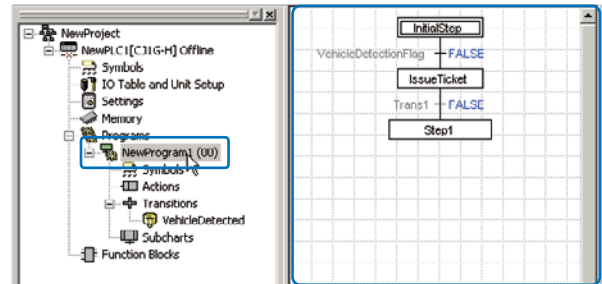 NewProject
NewPLC1[CJ1G-H] Offline
Symbols
IO Table and Unit Setup
Settings
Memory
Programs
NewProgram1 (00)
Symbols
Actions
Transitions
VehicleDetected
Subcharts
Function Blocks
InitialStep
VehicleDetectionFlag FALSE
IssueTicket
Trans1 FALSE
Step1